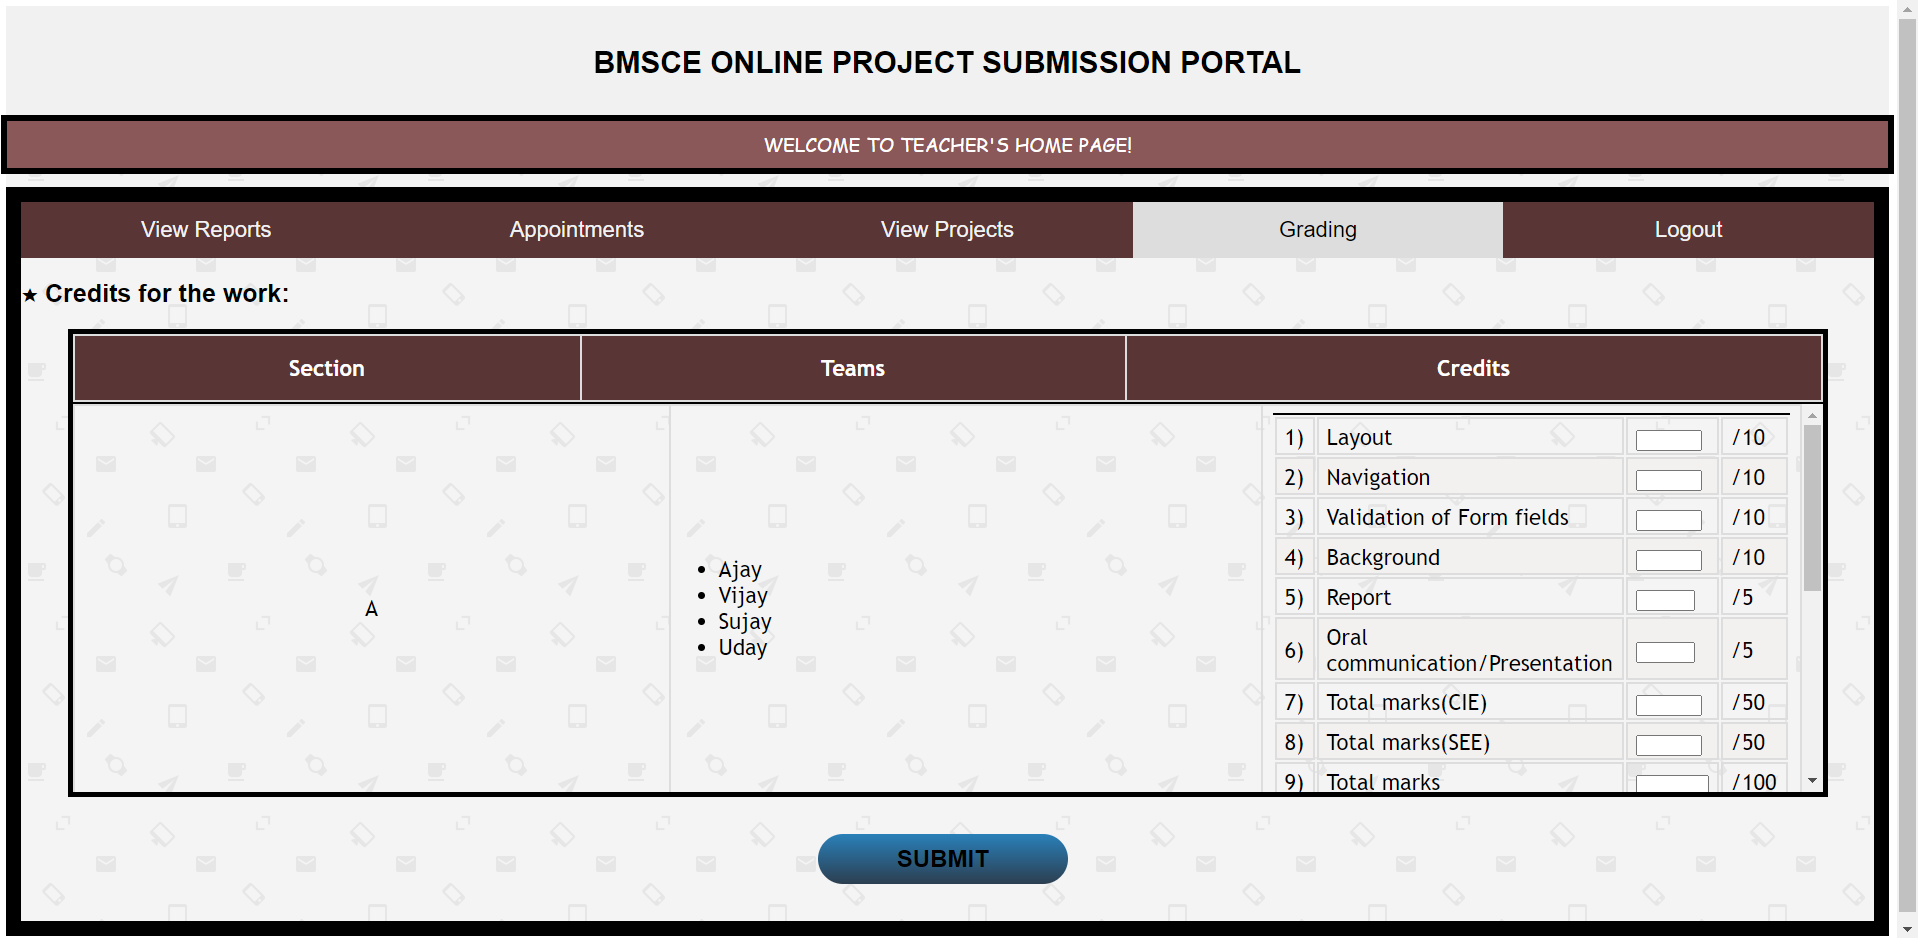 BMSCE ONLINE PROJECT SUBMISSION PORTAL
WELCOME TO TEACHER'S HOME PAGE!
View Reports Appointments View Projects Grading Logout
★ Credits for the work:
Section Teams Credits
A
• Ajay
• Vijay
• Sujay
• Uday
1) Layout /10
2) Navigation /10
3) Validation of Form fields /10
4) Background /10
5) Report /5
6) Oral
communication/Presentation /5
7) Total marks(CIE) /50
8) Total marks(SEE) /50
9) Total marks /100
SUBMIT